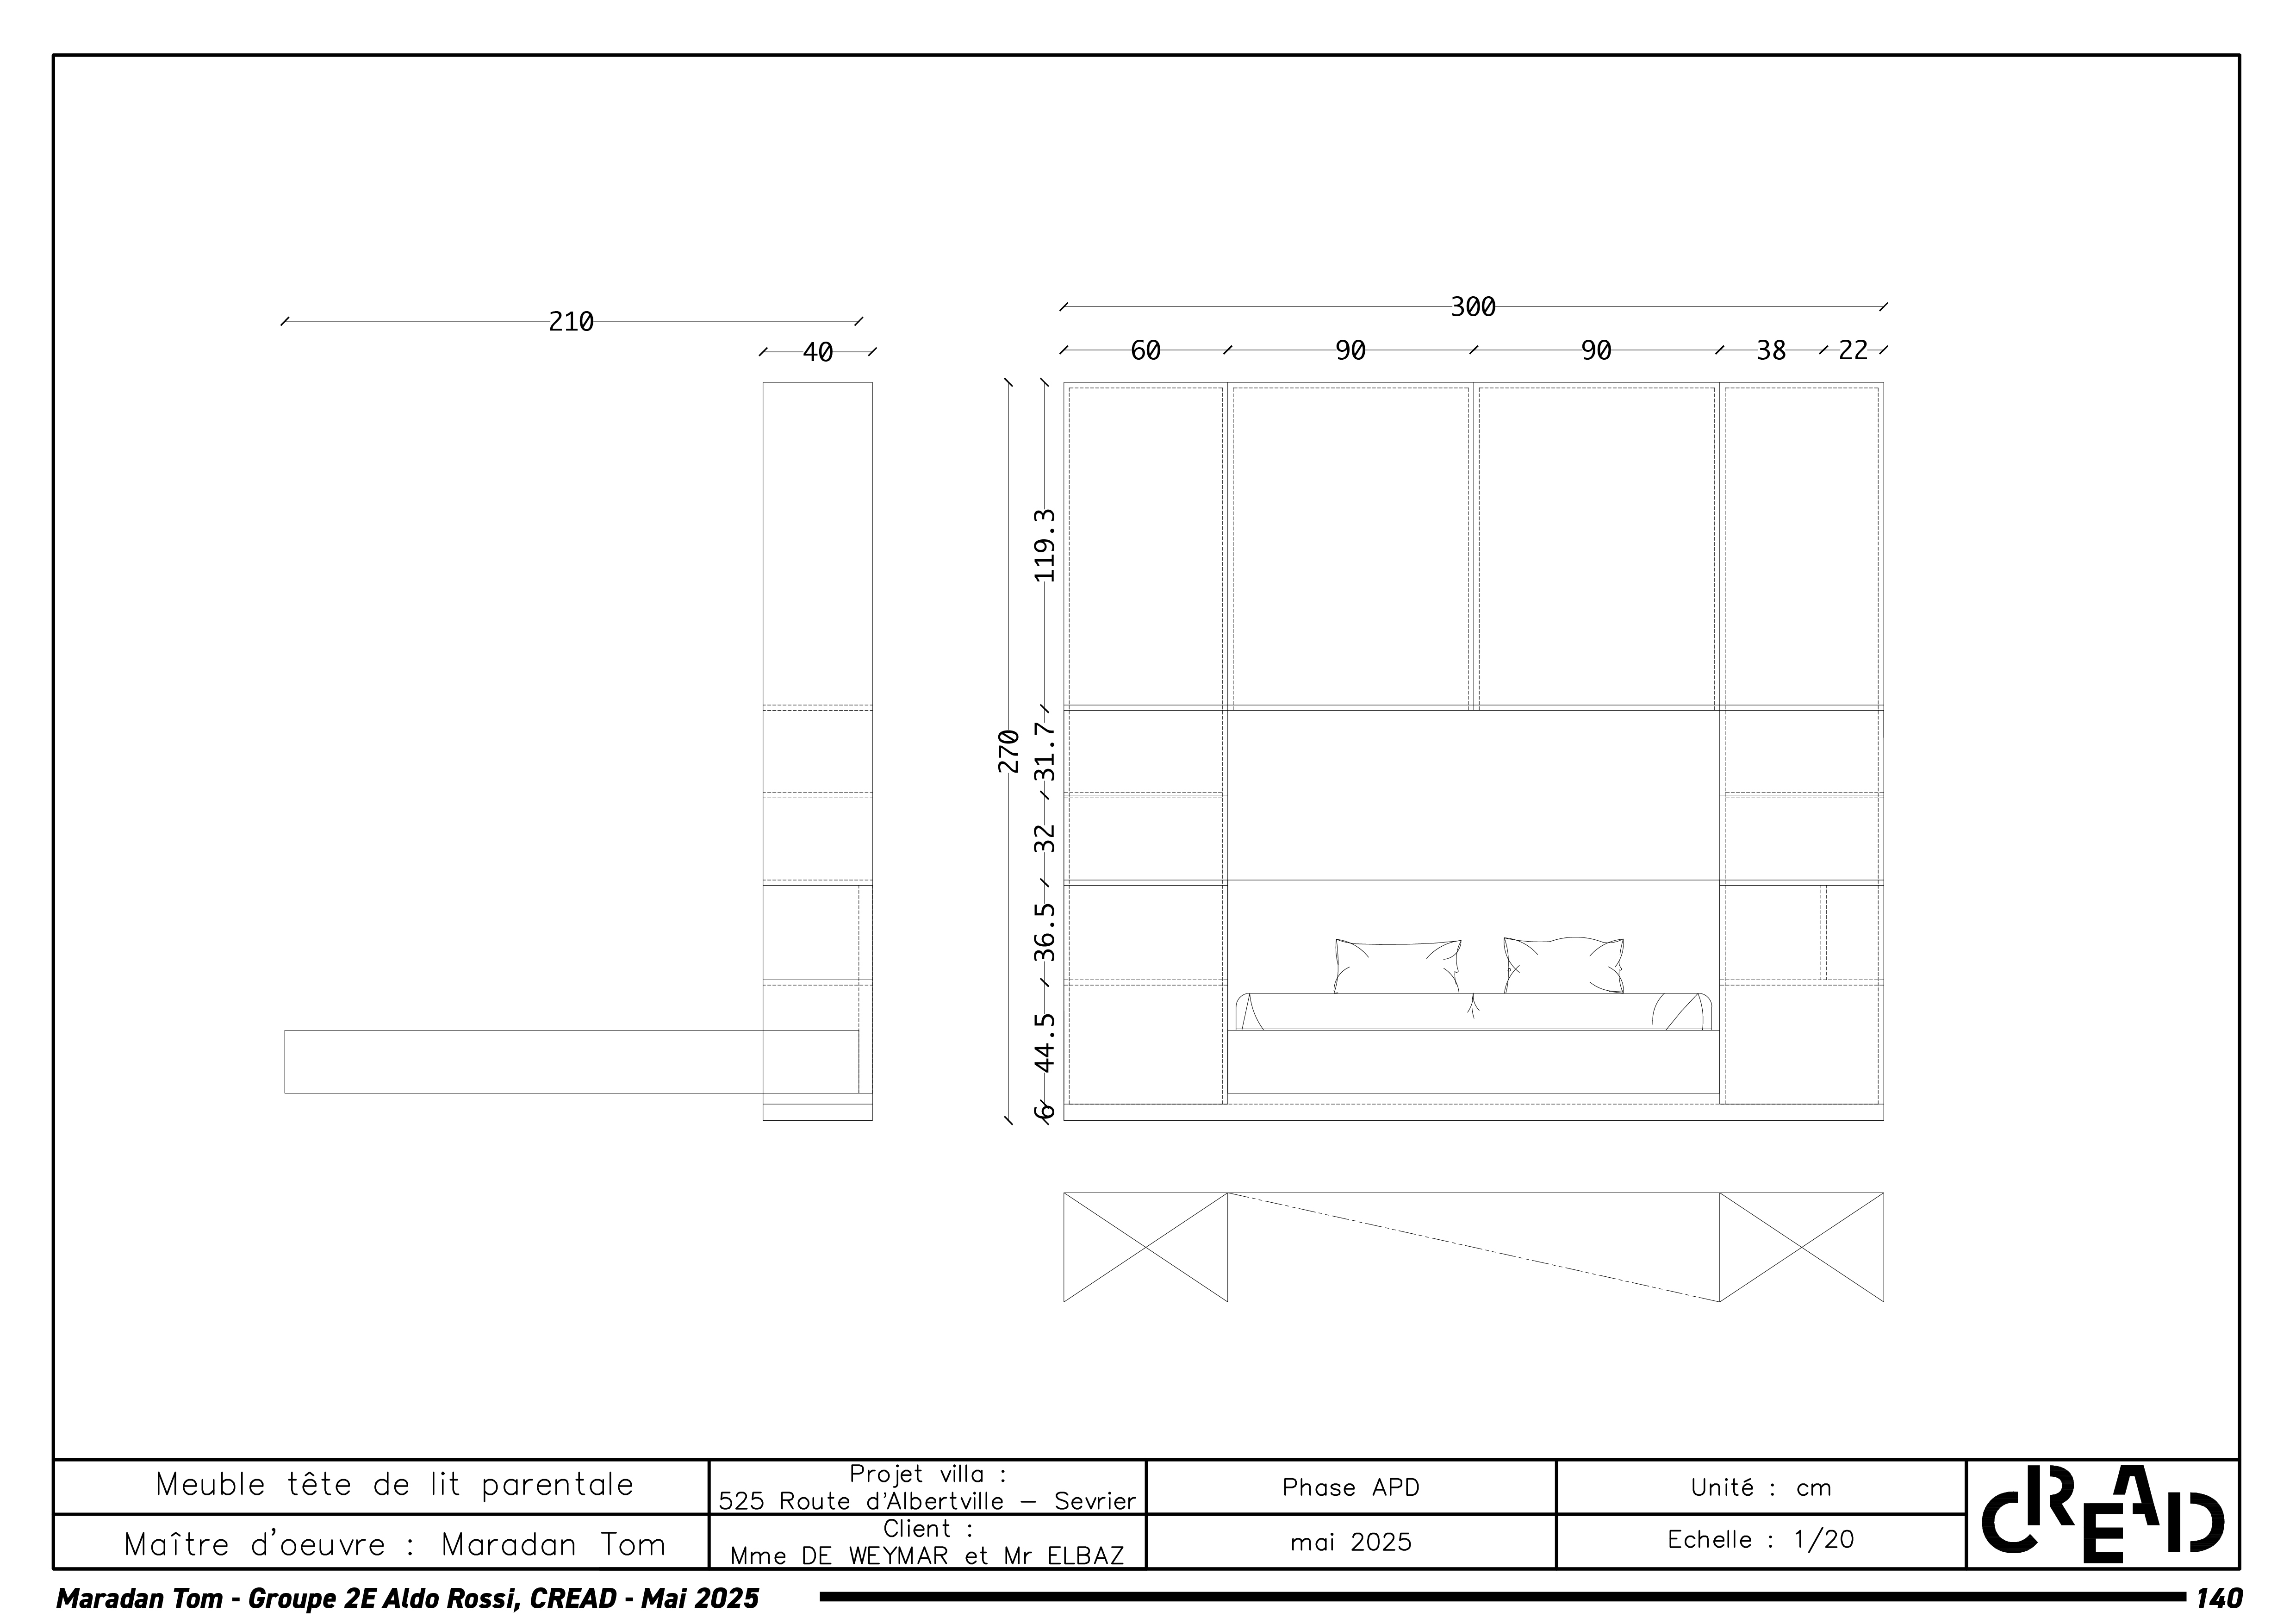 300
210
40
60
90
90
38
22
119.3
270
31.7
32
36.5
44.5
6
Meuble tête de lit parentale
Maître d'oeuvre : Maradan Tom
Projet villa :
525 Route d'Albertville – Sevrier
Client :
Mme DE WEYMAR et Mr ELBAZ
Phase APD
mai 2025
Unité : cm
Echelle : 1/20
CREAD
Maradan Tom - Groupe 2E Aldo Rossi, CREAD - Mai 2025
140